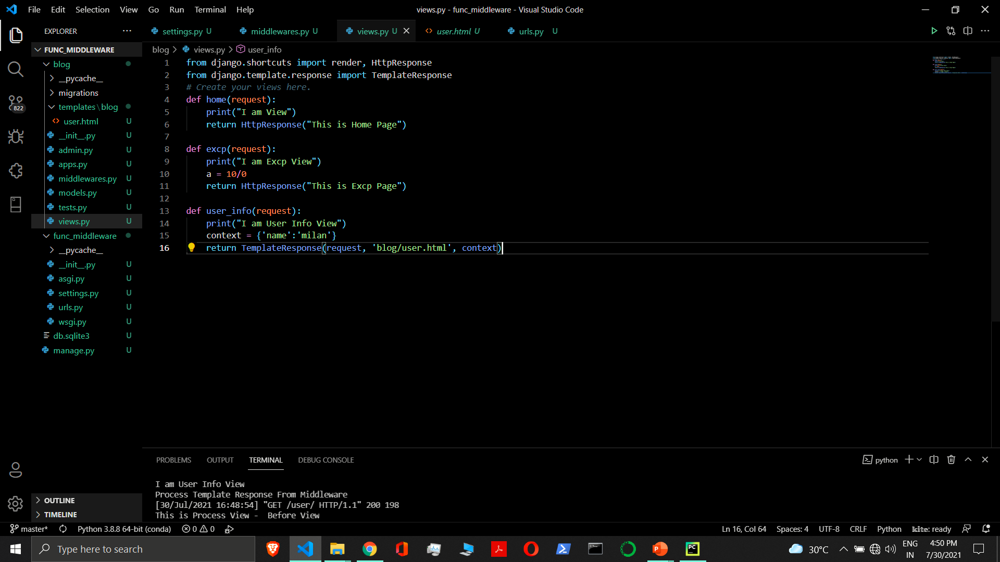 File Edit Selection View Go Run Terminal Help
views.py - func_middleware - Visual Studio Code
EXPLORER
settings.py U
middlewares.py U
views.py U
user.html U
urls.py U
FUNC_MIDDLEWARE
blog
__pycache__
migrations
templates\blog
user.html U
__init__.py U
admin.py U
apps.py U
middlewares.py U
models.py U
tests.py U
views.py U
func_middleware
__pycache__
__init__.py U
asgi.py U
settings.py U
urls.py U
wsgi.py U
db.sqlite3 U
manage.py U
822
OUTLINE
TIMELINE
blog > views.py > user_info
1 from django.shortcuts import render, HttpResponse
2 from django.template.response import TemplateResponse
3 # Create your views here.
4 def home(request):
5 print("I am View")
6 return HttpResponse("This is Home Page")
7
8 def excp(request):
9 print("I am Excp View")
10 a = 10/0
11 return HttpResponse("This is Excp Page")
12
13 def user_info(request):
14 print("I am User Info View")
15 context = {'name':'milan'}
16 return TemplateResponse(request, 'blog/user.html', context)
PROBLEMS OUTPUT TERMINAL DEBUG CONSOLE
python
I am User Info View
Process Template Response From Middleware
[30/Jul/2021 16:48:54] "GET /user/ HTTP/1.1" 200 198
This is Process View -  Before View
master* Python 3.8.8 64-bit (conda) 0 0
Ln 16, Col 64 Spaces: 4 UTF-8 CRLF Python kite: ready
Type here to search
PC
30°C
ENG
IN
4:50 PM
7/30/2021